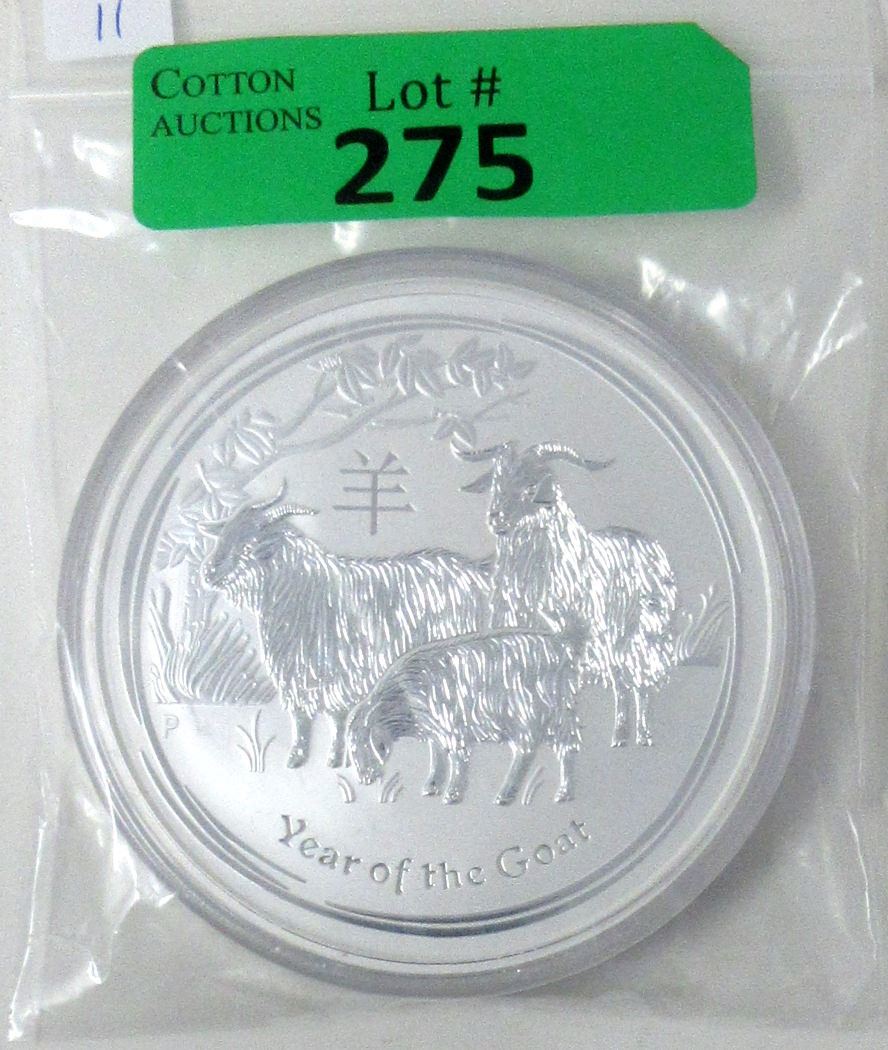 11
COTTON
AUCTIONS
Lot #
275
羊
P
Year of the Goat